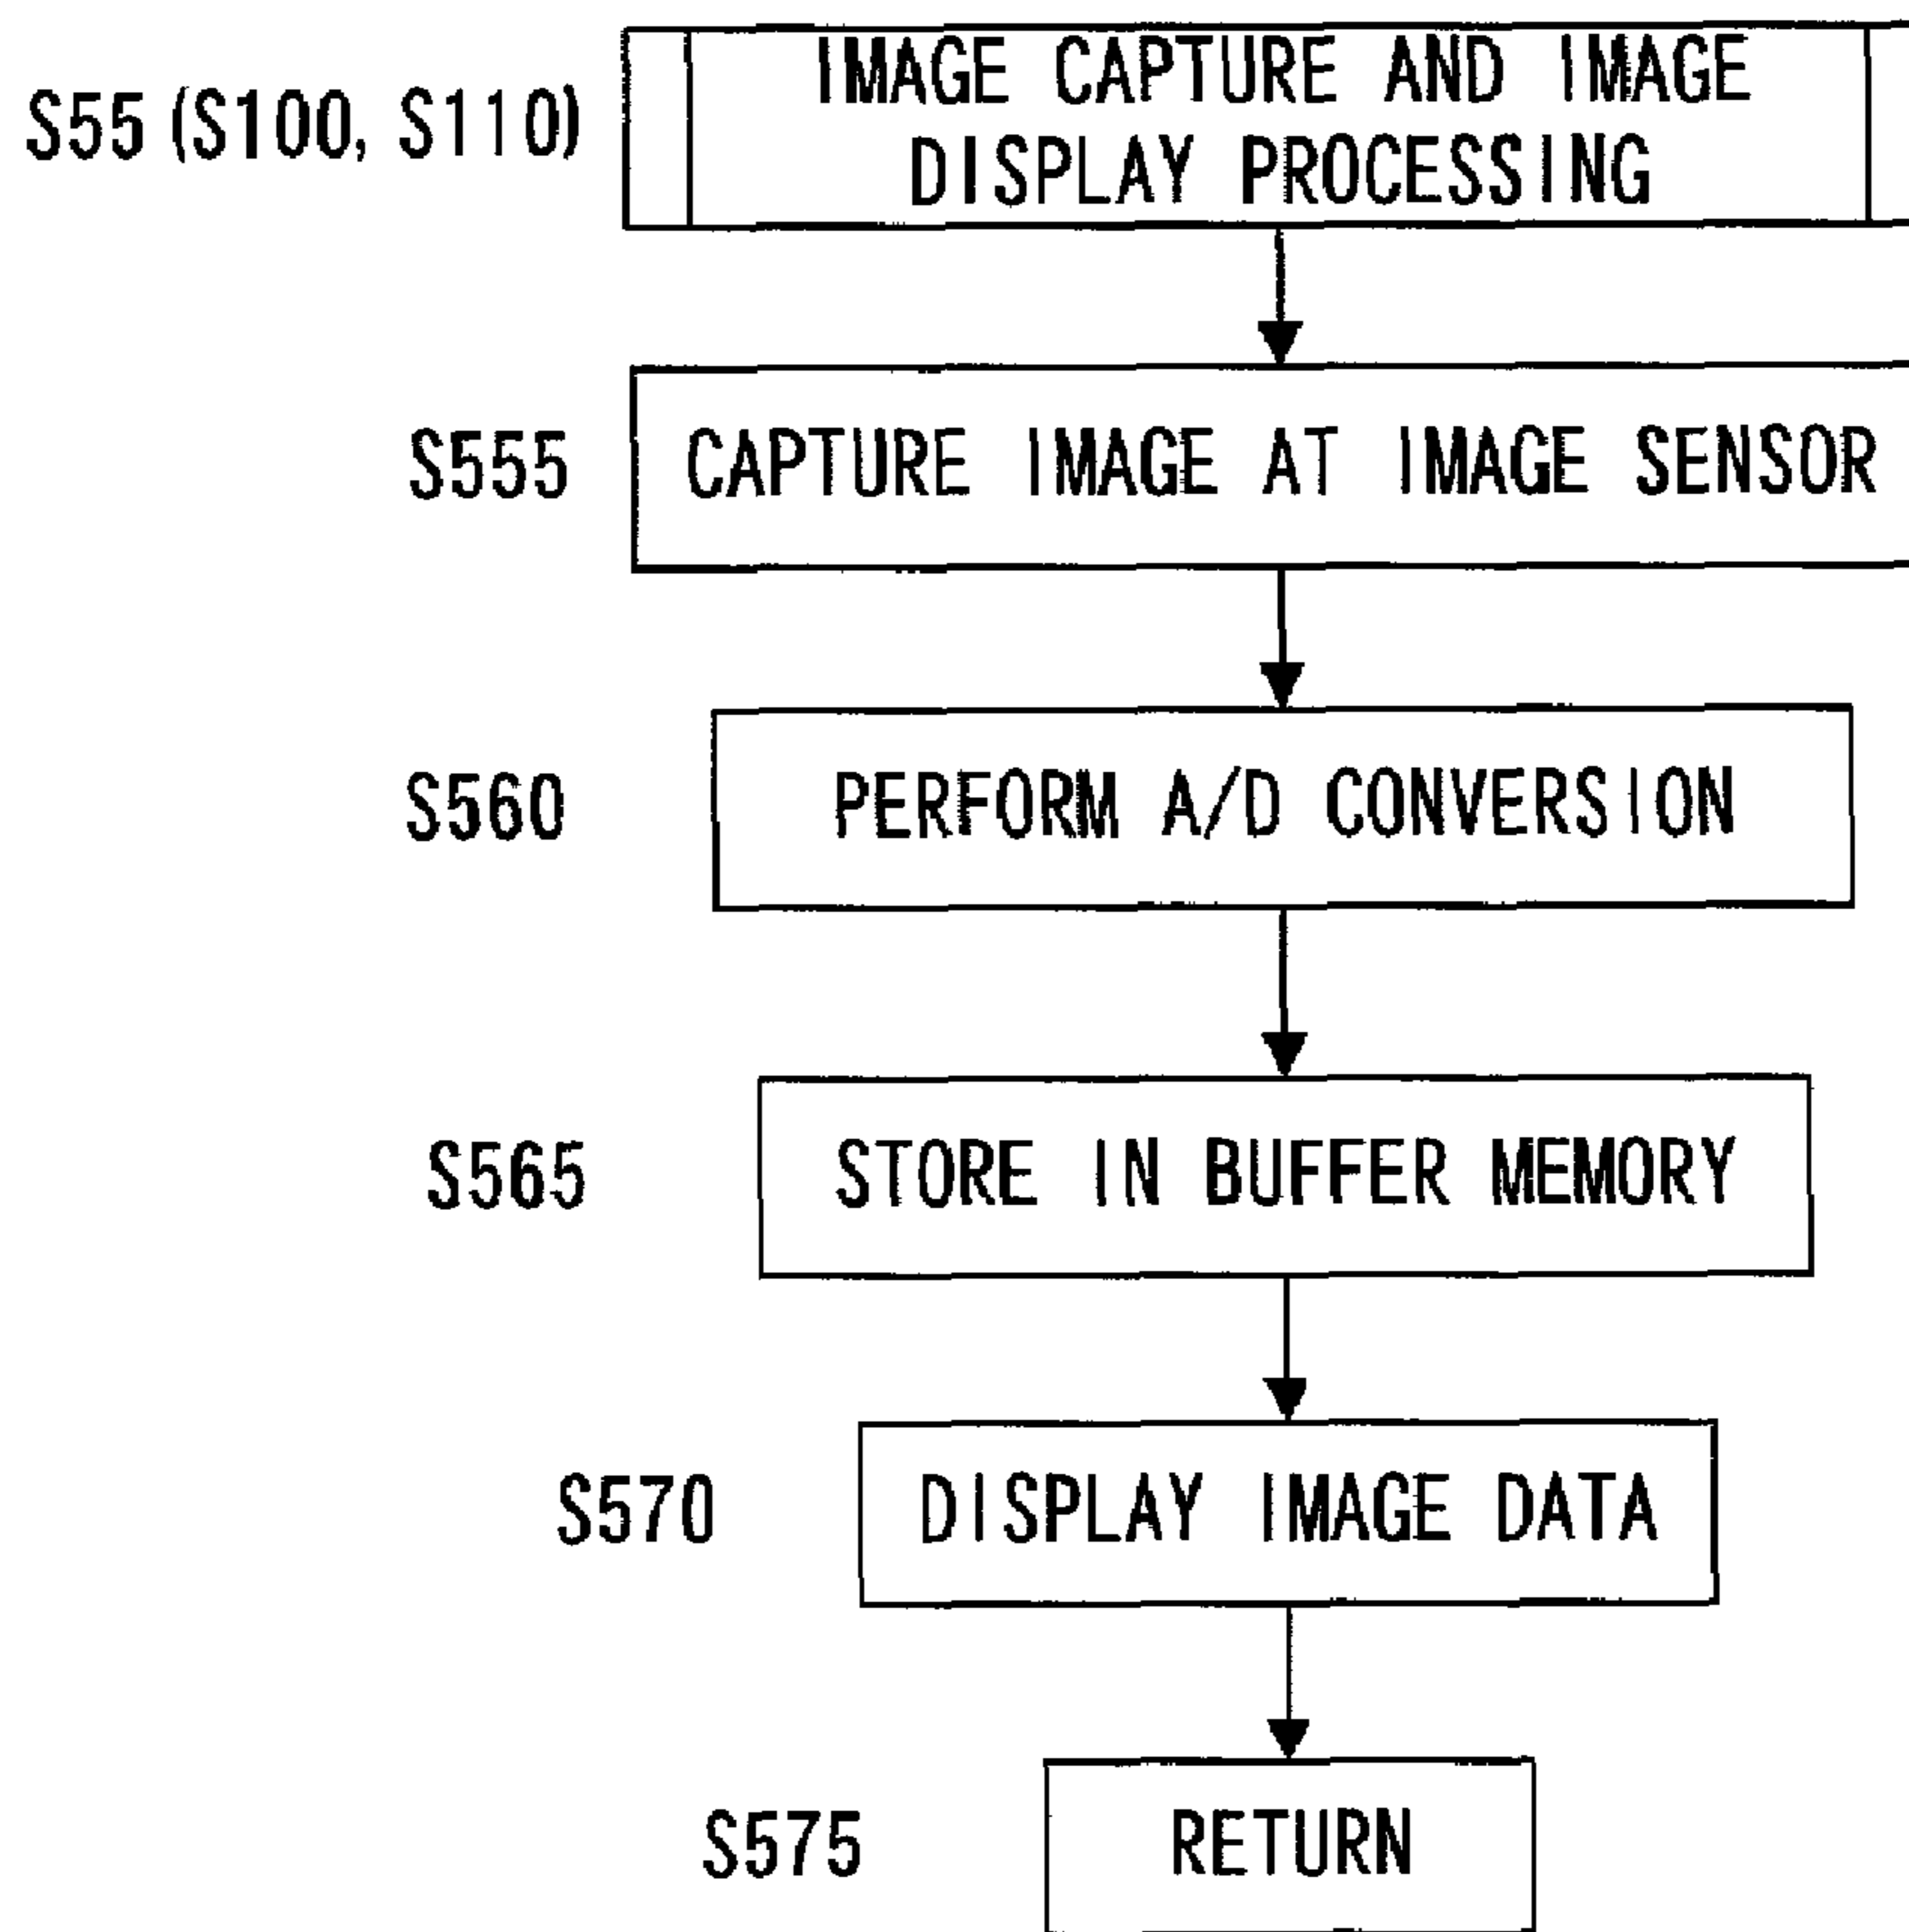 S55 (S100, S110)
IMAGE CAPTURE AND IMAGE
DISPLAY PROCESSING
S555
CAPTURE IMAGE AT IMAGE SENSOR
S560
PERFORM A/D CONVERSION
S565
STORE IN BUFFER MEMORY
S570
DISPLAY IMAGE DATA
S575
RETURN